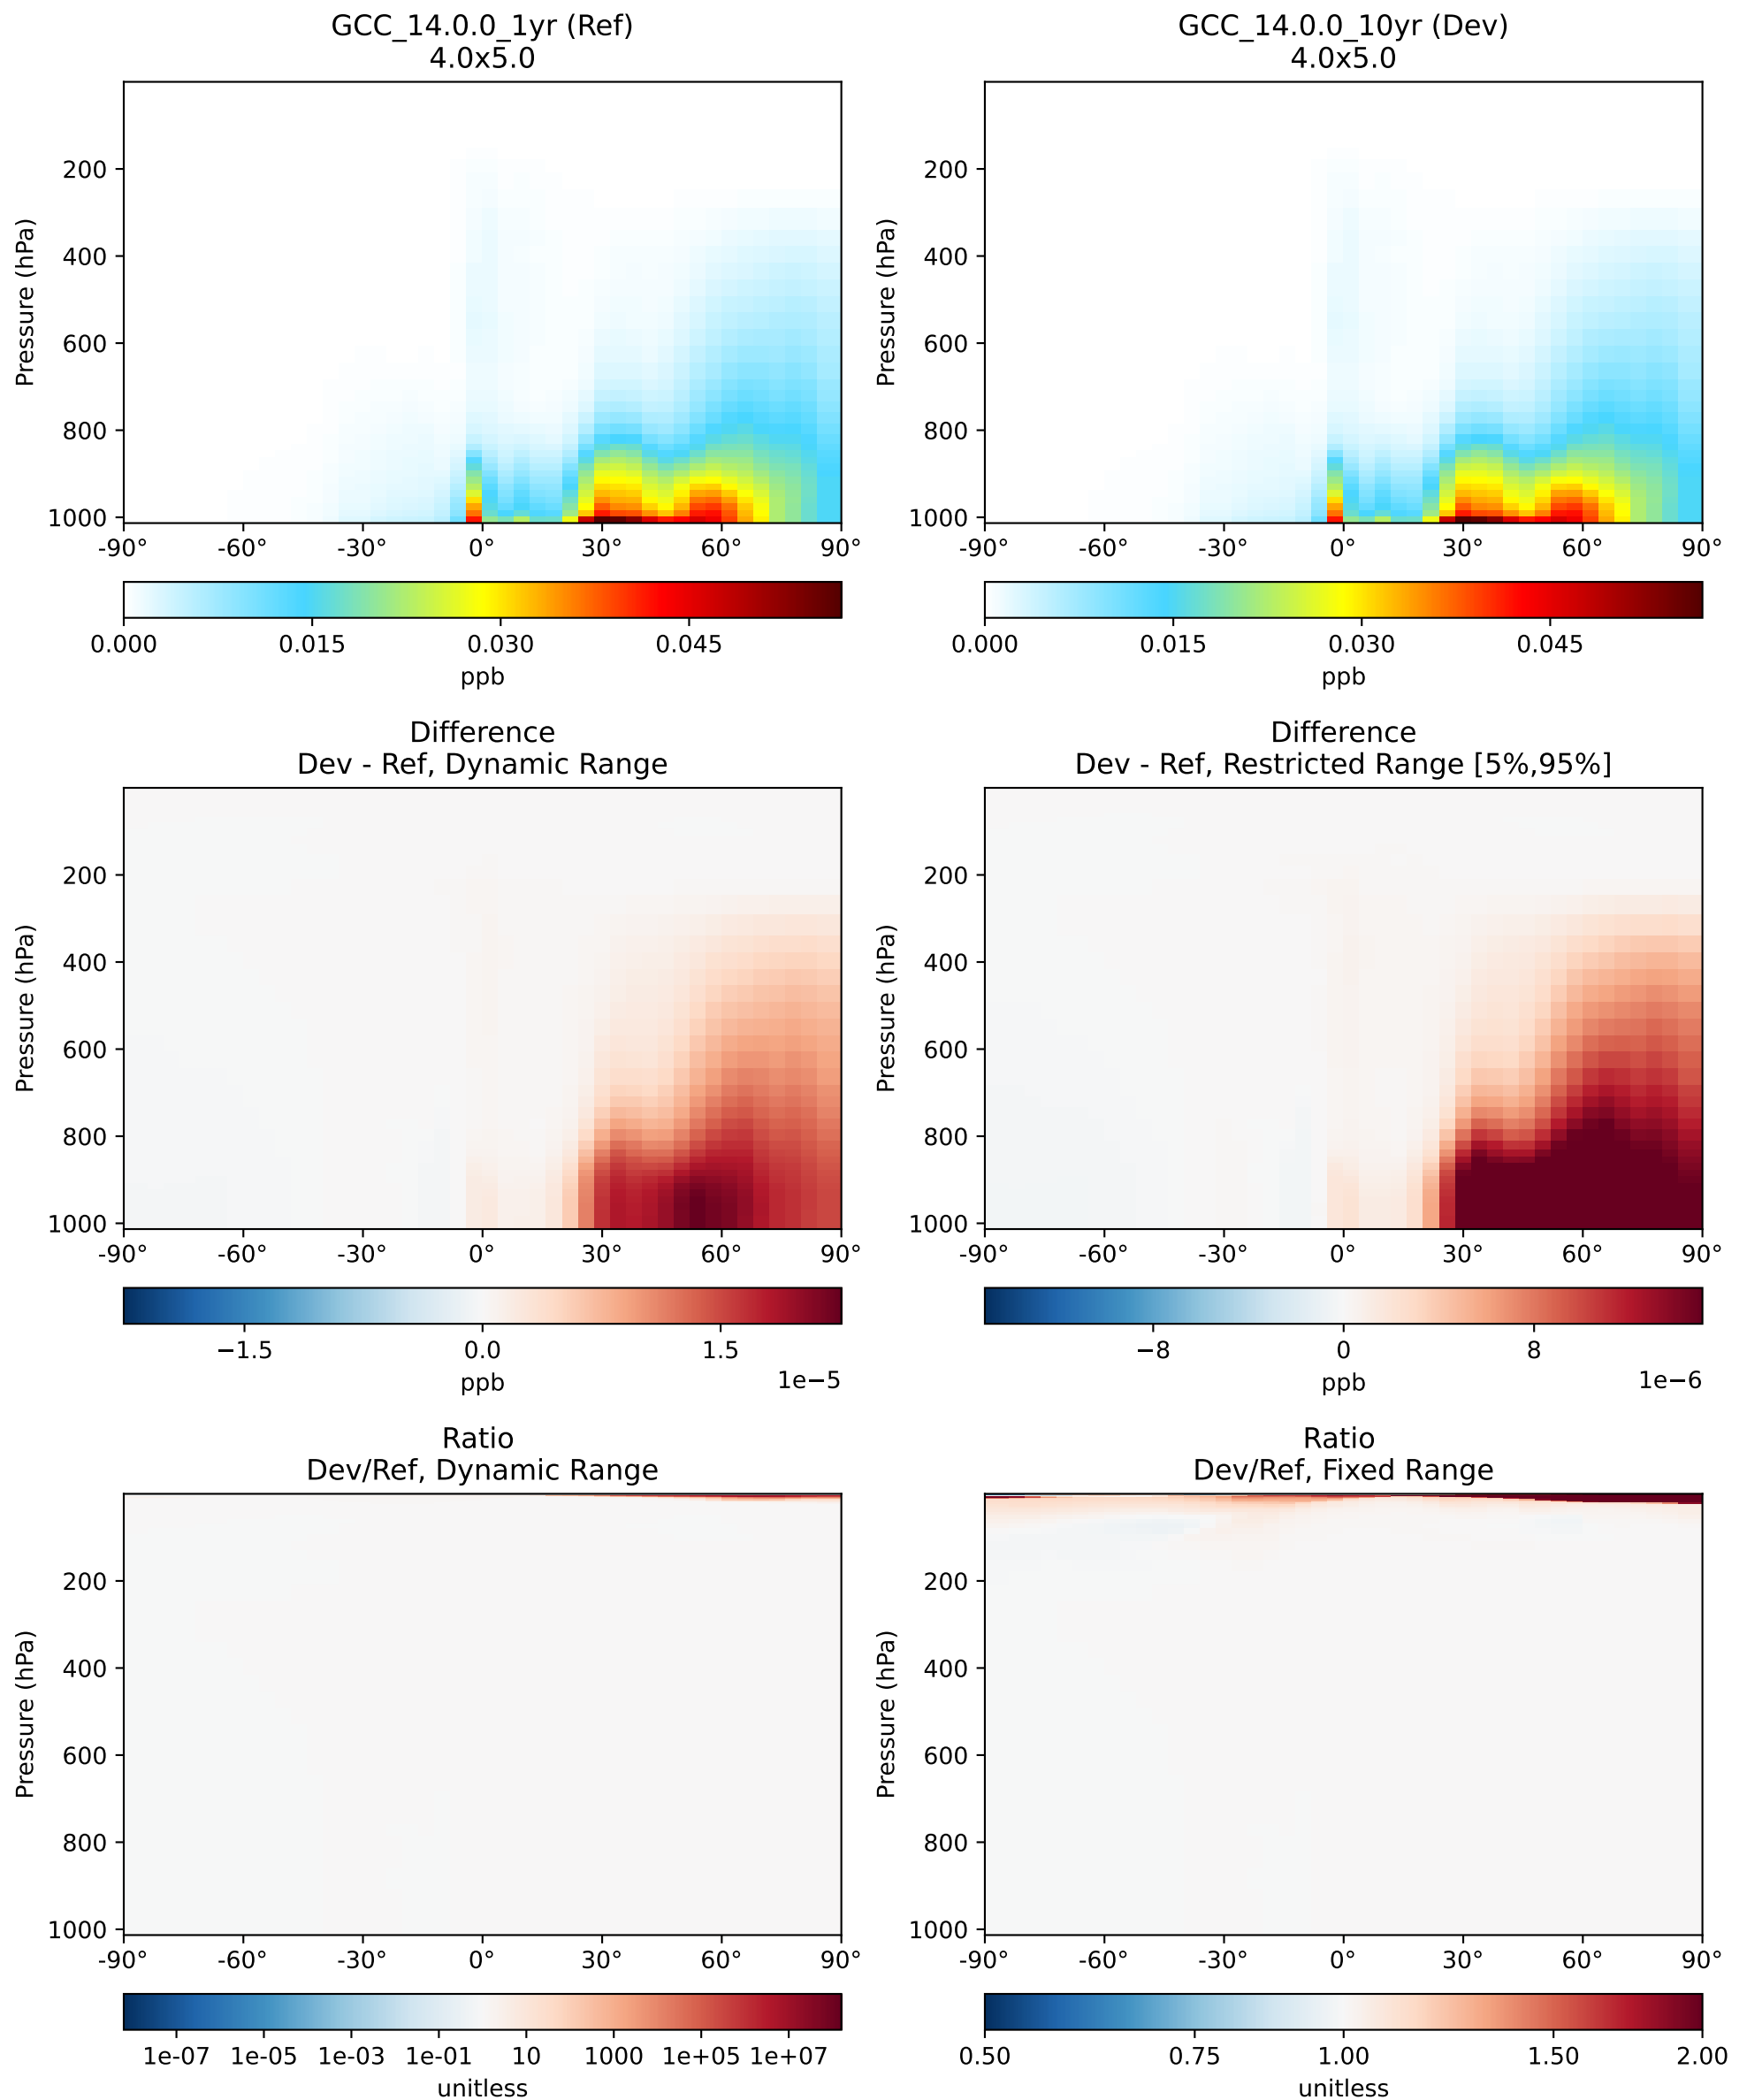 GCC_14.0.0_1yr (Ref)
4.0x5.0
Pressure (hPa)
200
400
600
800
1000
-90° -60° -30° 0° 30° 60° 90°
0.000 0.015 0.030 0.045
ppb
GCC_14.0.0_10yr (Dev)
4.0x5.0
Pressure (hPa)
200
400
600
800
1000
-90° -60° -30° 0° 30° 60° 90°
0.000 0.015 0.030 0.045
ppb
Difference
Dev - Ref, Dynamic Range
Pressure (hPa)
200
400
600
800
1000
-90° -60° -30° 0° 30° 60° 90°
−1.5 0.0 1.5
1e−5
ppb
Difference
Dev - Ref, Restricted Range [5%,95%]
Pressure (hPa)
200
400
600
800
1000
-90° -60° -30° 0° 30° 60° 90°
−8 0 8
1e−6
ppb
Ratio
Dev/Ref, Dynamic Range
Pressure (hPa)
200
400
600
800
1000
-90° -60° -30° 0° 30° 60° 90°
1e-07 1e-05 1e-03 1e-01 10 1000 1e+05 1e+07
unitless
Ratio
Dev/Ref, Fixed Range
Pressure (hPa)
200
400
600
800
1000
-90° -60° -30° 0° 30° 60° 90°
0.50 0.75 1.00 1.50 2.00
unitless